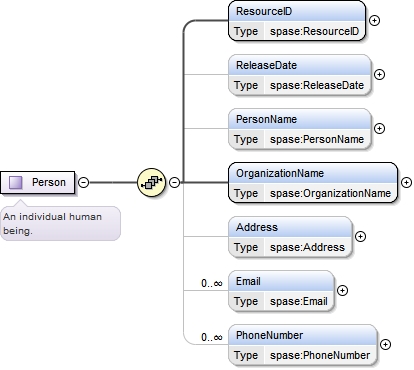 ResourceID
Type spase:ResourceID
ReleaseDate
Type spase:ReleaseDate
PersonName
Type spase:PersonName
Person
An individual human
being.
OrganizationName
Type spase:OrganizationName
Address
Type spase:Address
0..∞
Email
Type spase:Email
0..∞
PhoneNumber
Type spase:PhoneNumber